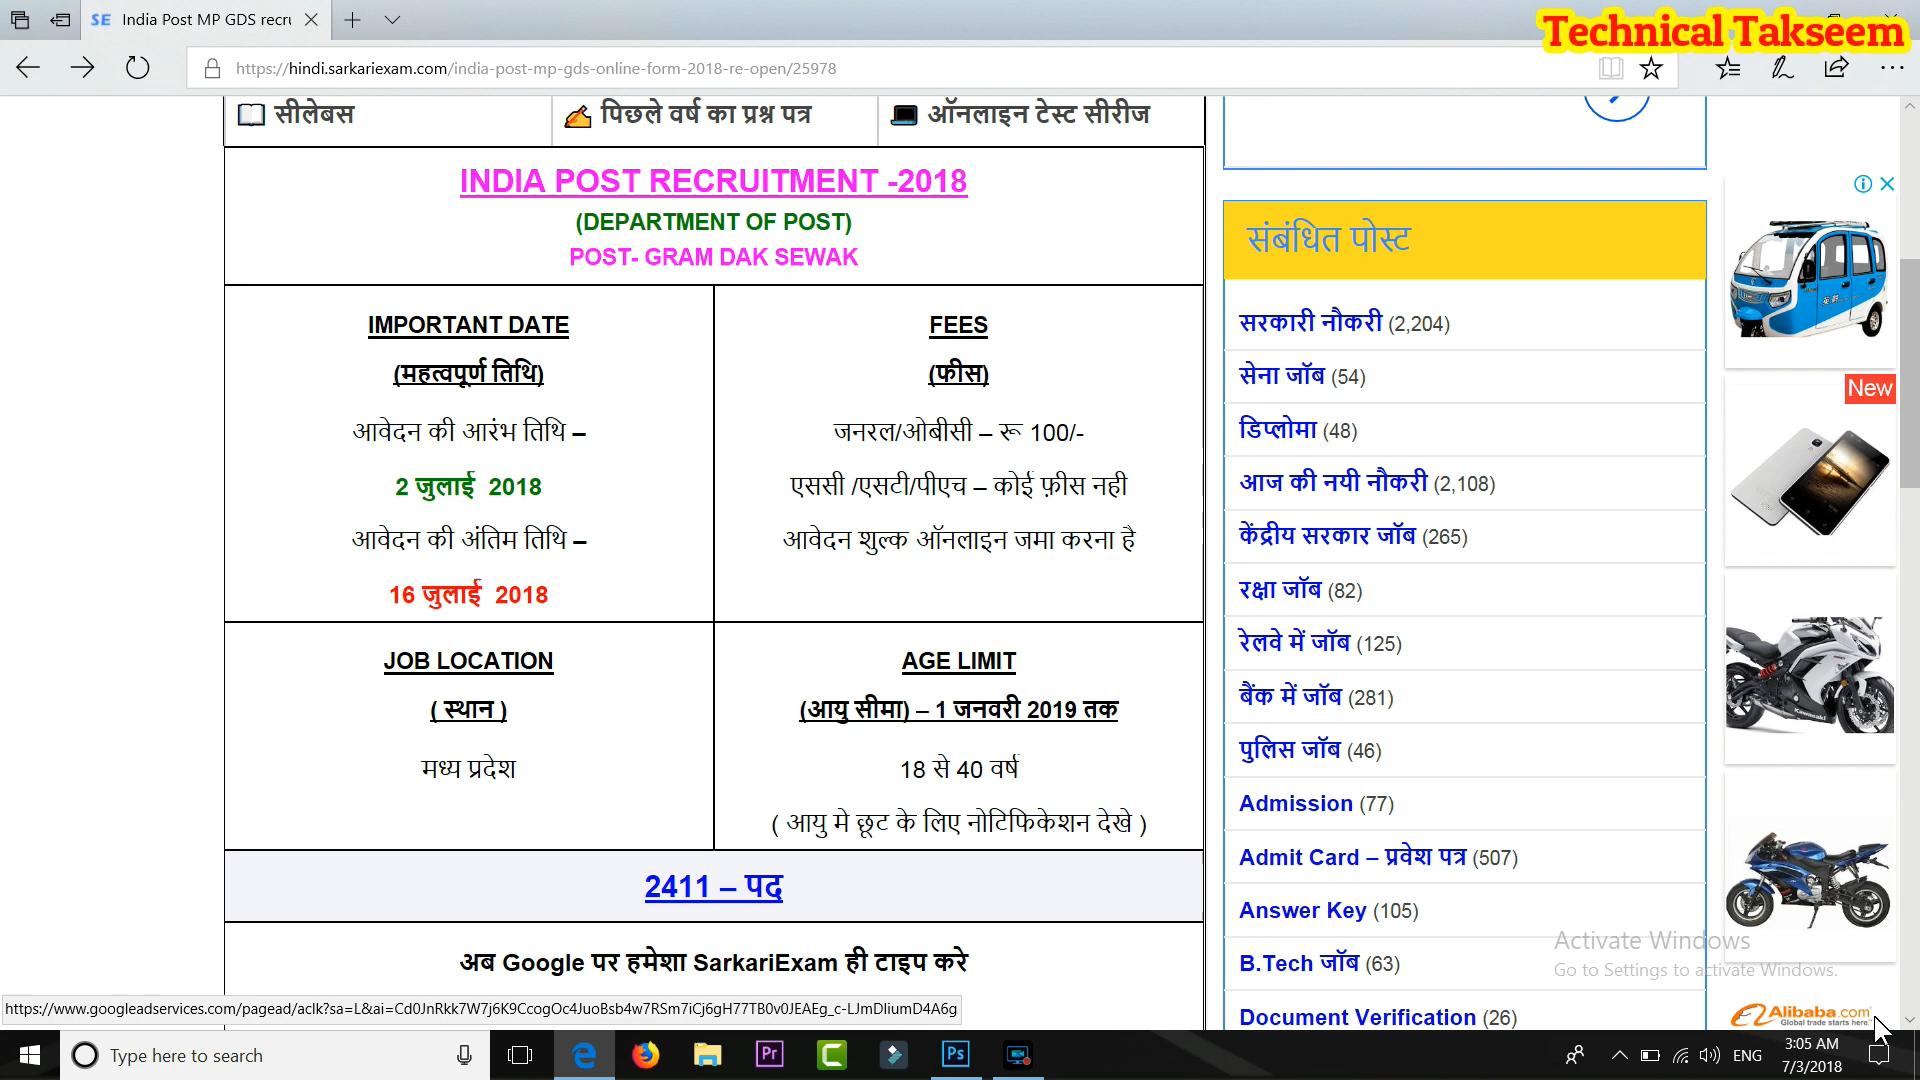 SE India Post MP GDS recru
Technical Takseem
https://hindi.sarkariexam.com/india-post-mp-gds-online-form-2018-re-open/25978
सीलेबस
पिछले वर्ष का प्रश्न पत्र
ऑनलाइन टेस्ट सीरीज
INDIA POST RECRUITMENT -2018
(DEPARTMENT OF POST)
POST- GRAM DAK SEWAK
IMPORTANT DATE
(महत्वपूर्ण तिथि)
आवेदन की आरंभ तिथि –
2 जुलाई 2018
आवेदन की अंतिम तिथि –
16 जुलाई 2018
FEES
(फीस)
जनरल/ओबीसी – रू 100/-
एससी /एसटी/पीएच – कोई फ़ीस नही
आवेदन शुल्क ऑनलाइन जमा करना है
JOB LOCATION
( स्थान )
मध्य प्रदेश
AGE LIMIT
(आयु सीमा) – 1 जनवरी 2019 तक
18 से 40 वर्ष
( आयु मे छूट के लिए नोटिफिकेशन देखे )
2411 – पद
अब Google पर हमेशा SarkariExam ही टाइप करे
संबंधित पोस्ट
सरकारी नौकरी (2,204)
सेना जॉब (54)
डिप्लोमा (48)
आज की नयी नौकरी (2,108)
केंद्रीय सरकार जॉब (265)
रक्षा जॉब (82)
रेलवे में जॉब (125)
बैंक में जॉब (281)
पुलिस जॉब (46)
Admission (77)
Admit Card – प्रवेश पत्र (507)
Answer Key (105)
B.Tech जॉब (63)
Document Verification (26)
New
Activate Windows
Go to Settings to activate Windows.
Alibaba.com
Global trade starts here.
https://www.googleadservices.com/pagead/aclk?sa=L&ai=Cd0JnRkk7W7j6K9CcogOc4JuoBsb4w7RSm7iCj6gH77TB0v0JEAEg_c-LJmDliumD4A6g
Type here to search
Pr
Ps
ENG
3:05 AM
7/3/2018